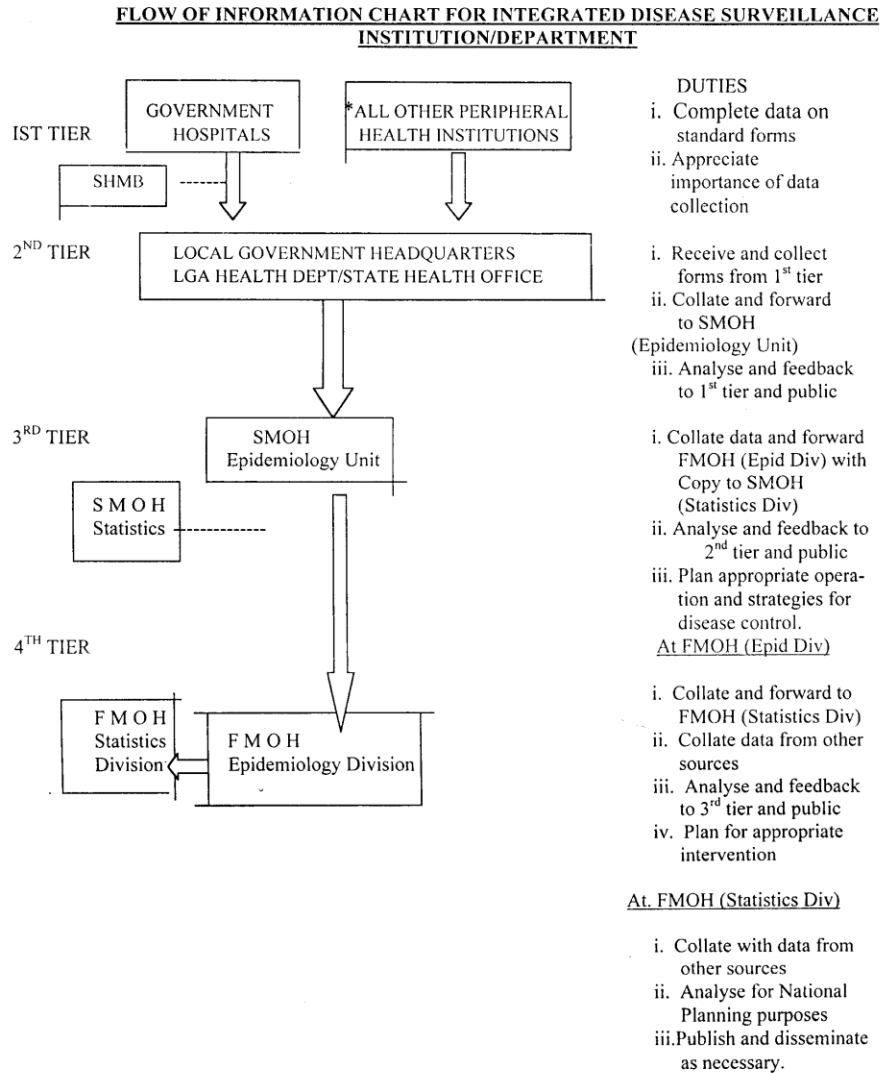 FLOW OF INFORMATION CHART FOR INTEGRATED DISEASE SURVEILLANCE
INSTITUTION/DEPARTMENT
IST TIER
GOVERNMENT
HOSPITALS
*ALL OTHER PERIPHERAL
HEALTH INSTITUTIONS
SHMB
DUTIES
i. Complete data on
standard forms
ii. Appreciate
importance of data
collection
2ND TIER
LOCAL GOVERNMENT HEADQUARTERS
LGA HEALTH DEPT/STATE HEALTH OFFICE
i. Receive and collect
forms from 1st tier
ii. Collate and forward
to SMOH
(Epidemiology Unit)
iii. Analyse and feedback
to 1st tier and public
3RD TIER
SMOH
Epidemiology Unit
S M O H
Statistics
i. Collate data and forward
FMOH (Epid Div) with
Copy to SMOH
(Statistics Div)
ii. Analyse and feedback to
2nd tier and public
iii. Plan appropriate opera-
tion and strategies for
disease control.
4TH TIER
At FMOH (Epid Div)
F M O H
Statistics
Division
F M O H
Epidemiology Division
i. Collate and forward to
FMOH (Statistics Div)
ii. Collate data from other
sources
iii. Analyse and feedback
to 3rd tier and public
iv. Plan for appropriate
intervention
At. FMOH (Statistics Div)
i. Collate with data from
other sources
ii. Analyse for National
Planning purposes
iii.Publish and disseminate
as necessary.